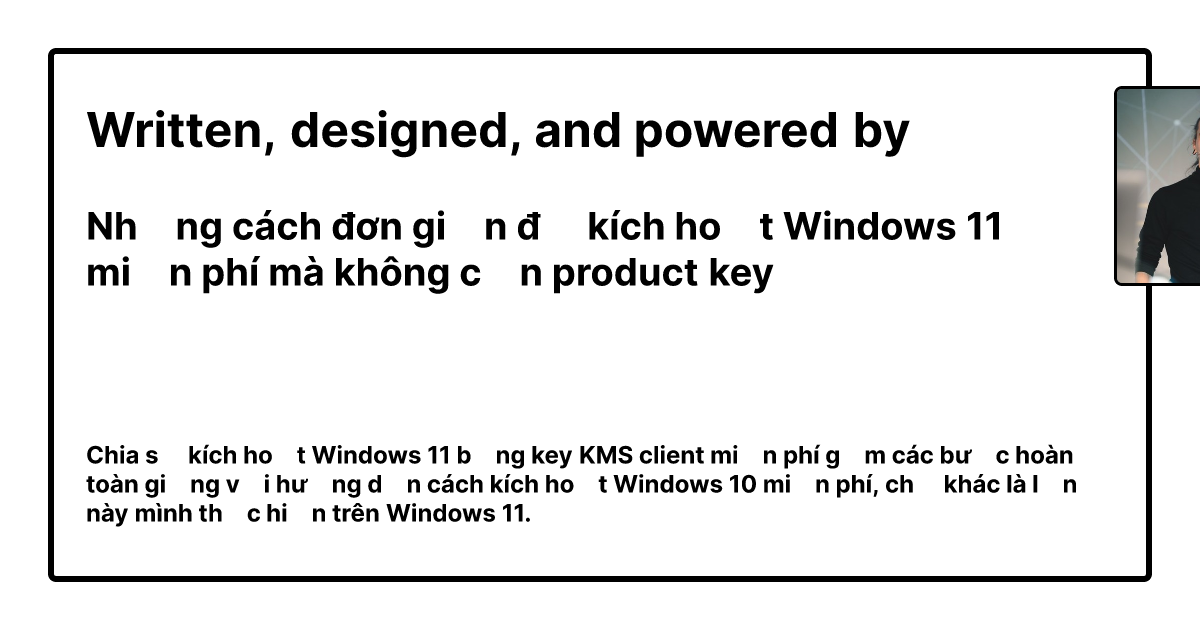 Written, designed, and powered by
Nh ng cách đơn gi n đ kích ho t Windows 11
mi n phí mà không c n product key
Chia s kích ho t Windows 11 b ng key KMS client mi n phí g m các bư c hoàn
toàn gi ng v i hư ng d n cách kích ho t Windows 10 mi n phí, ch khác là l n
này mình th c hi n trên Windows 11.